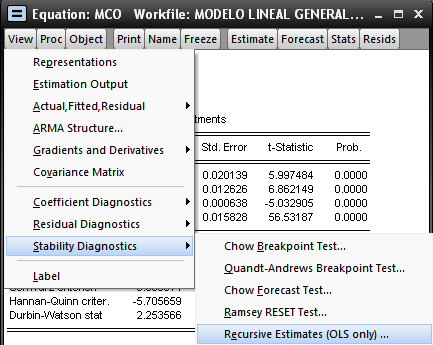 Equation: MCO Workfile: MODELO LINEAL GENERAL...
View Proc Object Print Name Freeze Estimate Forecast Stats Resids
Representations
Estimation Output
Actual,Fitted,Residual
ARMA Structure...
Gradients and Derivatives
Covariance Matrix
Coefficient Diagnostics
Residual Diagnostics
Stability Diagnostics
Label
Std. Error t-Statistic Prob.
0.020139 5.997484 0.0000
0.012626 6.862149 0.0000
0.000638 -5.032905 0.0000
0.015828 56.53187 0.0000
Chow Breakpoint Test...
Quandt-Andrews Breakpoint Test...
Chow Forecast Test...
Ramsey RESET Test...
Recursive Estimates (OLS only) ...
Hannan-Quinn criter. -5.705659
Durbin-Watson stat 2.253566